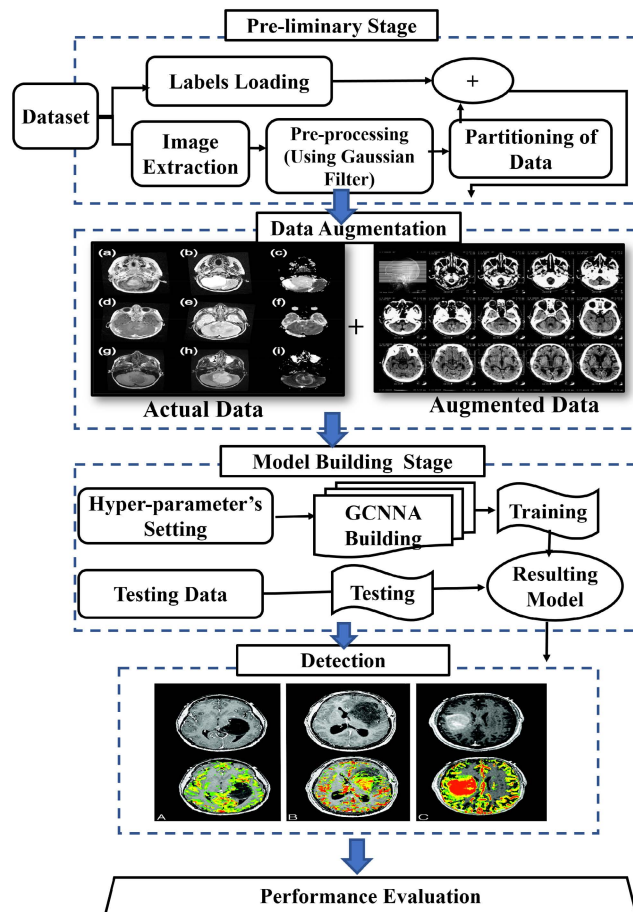 Pre-liminary Stage
Labels Loading
+
Dataset
Image
Extraction
Pre-processing
(Using Gaussian
Filter)
Partitioning of
Data
Data Augmentation
(a)
(b)
(c)
(d)
(e)
(f)
(g)
(h)
(i)
+
Actual Data
Augmented Data
Model Building Stage
Hyper-parameter's
Setting
GCNNA
Building
Training
Testing Data
Testing
Resulting
Model
Detection
A
B
C
Performance Evaluation